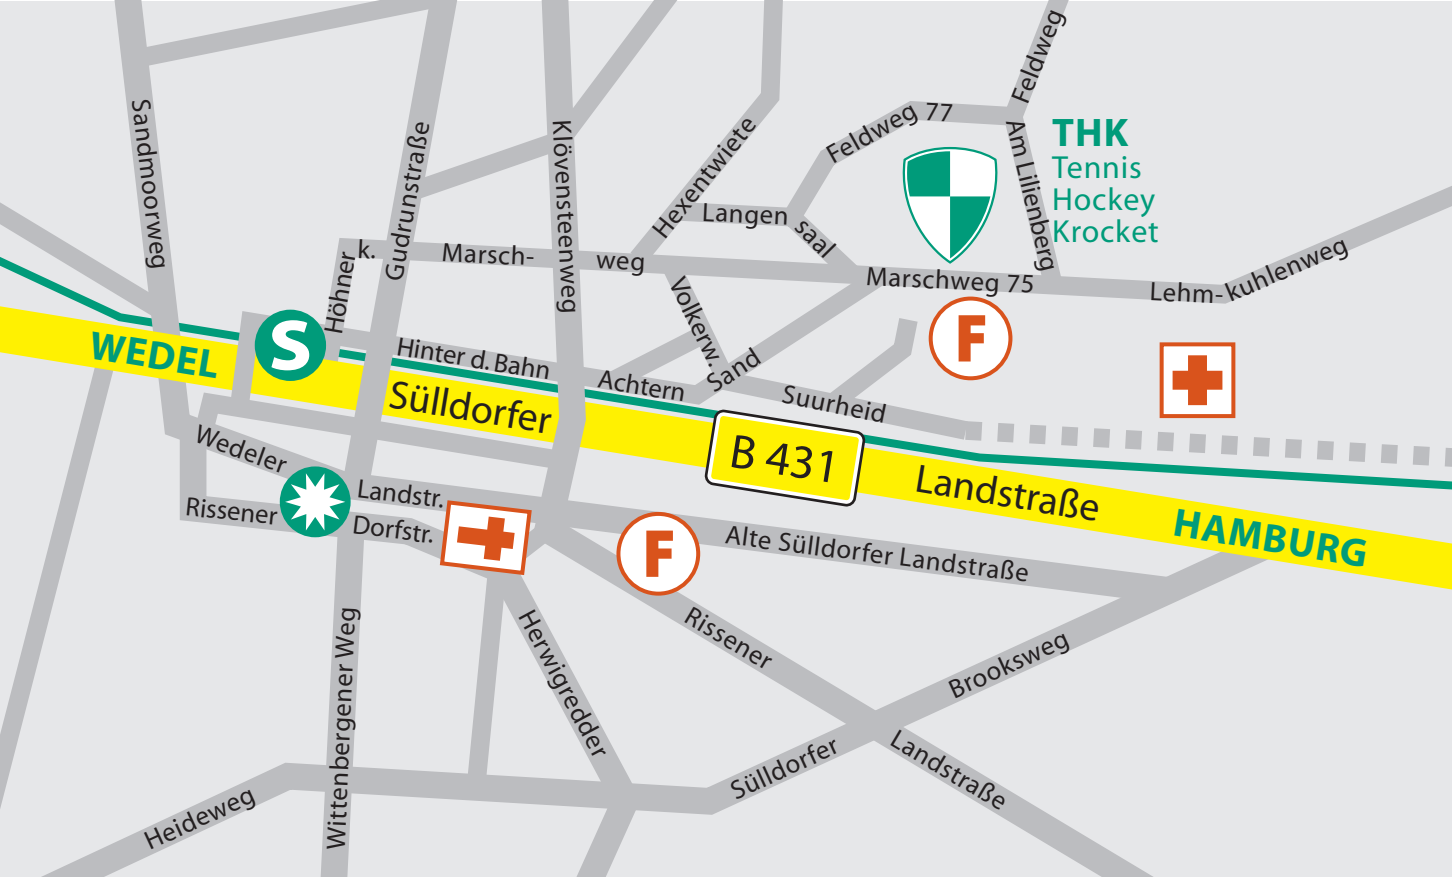 Feldweg
Sandmoorweg
Gudrunstraße
Klövensteenweg
Hexentwiete
Feldweg 77
Am Lilienberg
THK
Tennis
Hockey
Krocket
Langen
saal
Höhner
k.
Marsch-
weg
Marschweg 75
Lehm-
kuhlenweg
Volkerw.
F
S
WEDEL
Hinter d. Bahn
Achtern
Sand
Suurheid
Sülldorfer
B 431
Landstraße
HAMBURG
Wedeler
Landstr.
Rissener
Dorfstr.
F
Alte Sülldorfer Landstraße
Rissener
Landstraße
Herwigredder
Wittenbergener Weg
Brooksweg
Sülldorfer
Heideweg